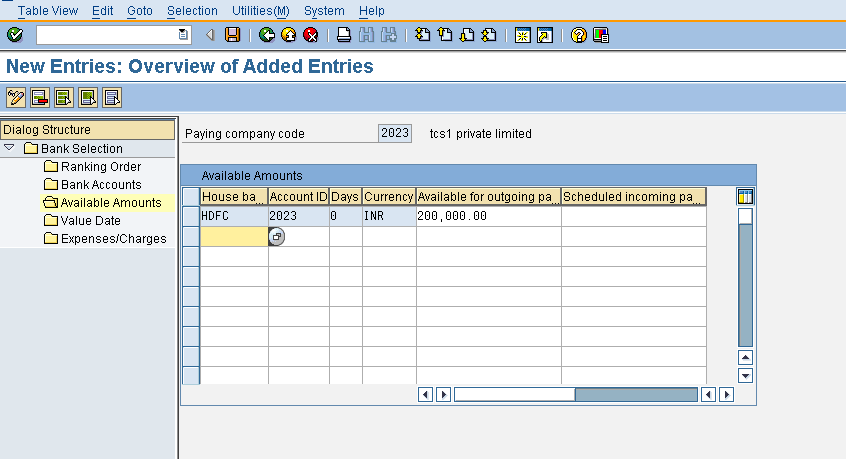 Table View Edit Goto Selection Utilities(M) System Help
New Entries: Overview of Added Entries
Dialog Structure
Bank Selection
Ranking Order
Bank Accounts
Available Amounts
Value Date
Expenses/Charges
Paying company code 2023 tcs1 private limited
Available Amounts
House ba... Account ID Days Currency Available for outgoing pa... Scheduled incoming pa...
HDFC 2023 0 INR 200,000.00